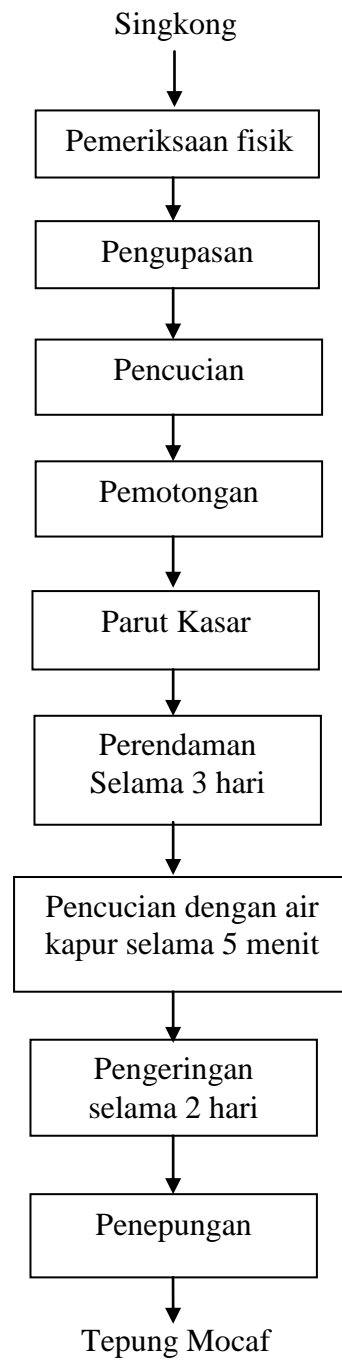 Singkong
Pemeriksaan fisik
Pengupasan
Pencucian
Pemotongan
Parut Kasar
Perendaman
Selama 3 hari
Pencucian dengan air
kapur selama 5 menit
Pengeringan
selama 2 hari
Penepungan
Tepung Mocaf